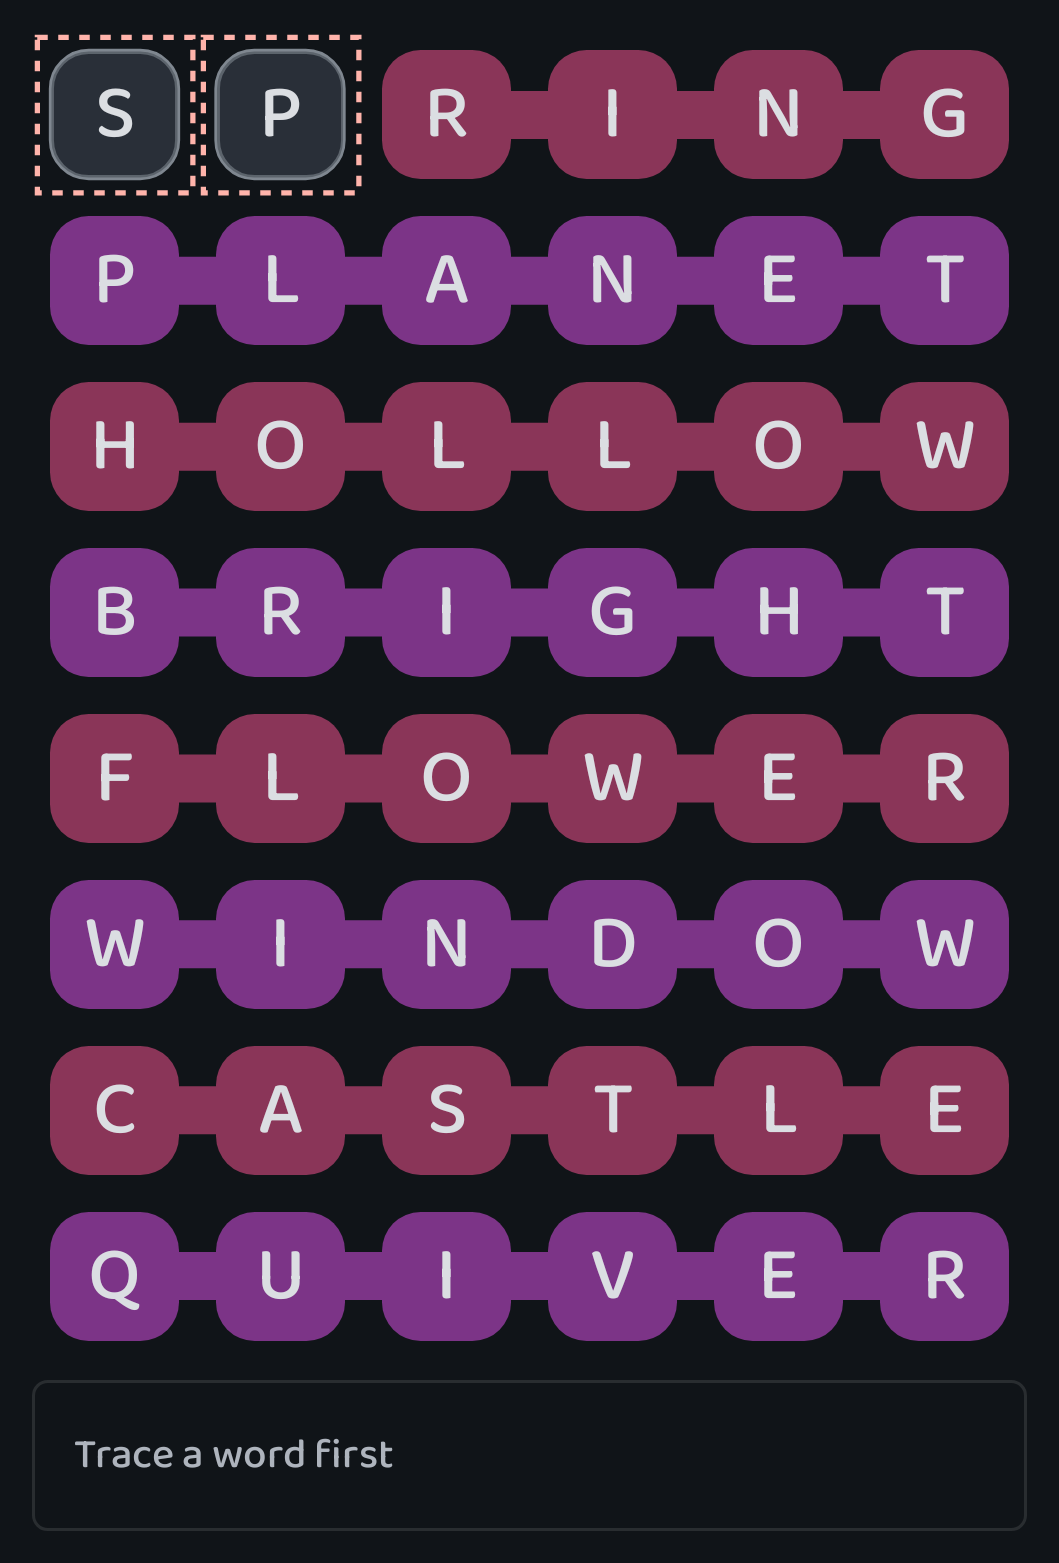 S P R I N G
P L A N E T
H O L L O W
B R I G H T
F L O W E R
W I N D O W
C A S T L E
Q U I V E R
Trace a word first